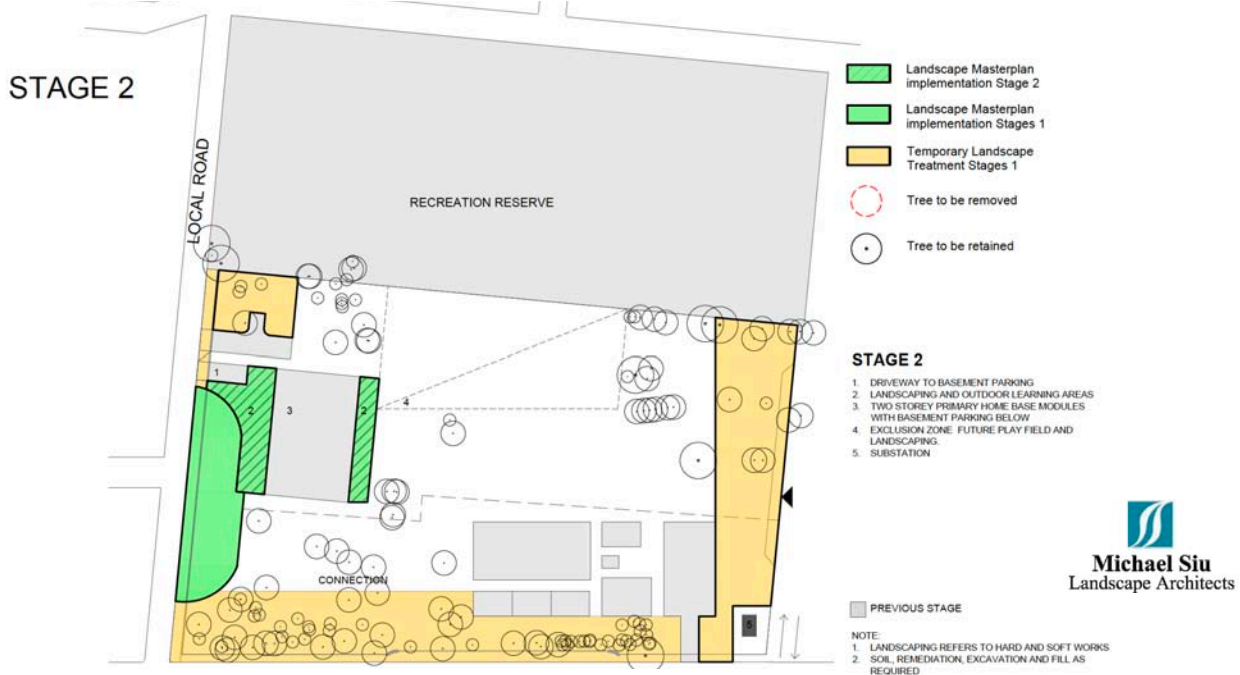 STAGE 2
LOCAL ROAD
RECREATION RESERVE
1
2
3
2
4
CONNECTION
5
Landscape Masterplan
implementation Stage 2
Landscape Masterplan
implementation Stages 1
Temporary Landscape
Treatment Stages 1
Tree to be removed
Tree to be retained
STAGE 2
1. DRIVEWAY TO BASEMENT PARKING
2. LANDSCAPING AND OUTDOOR LEARNING AREAS
3. TWO STOREY PRIMARY HOME BASE MODULES
WITH BASEMENT PARKING BELOW
4. EXCLUSION ZONE FUTURE PLAY FIELD AND
LANDSCAPING.
5. SUBSTATION
Michael Siu
Landscape Architects
PREVIOUS STAGE
NOTE:
1. LANDSCAPING REFERS TO HARD AND SOFT WORKS
2. SOIL, REMEDIATION, EXCAVATION AND FILL AS
REQUIRED